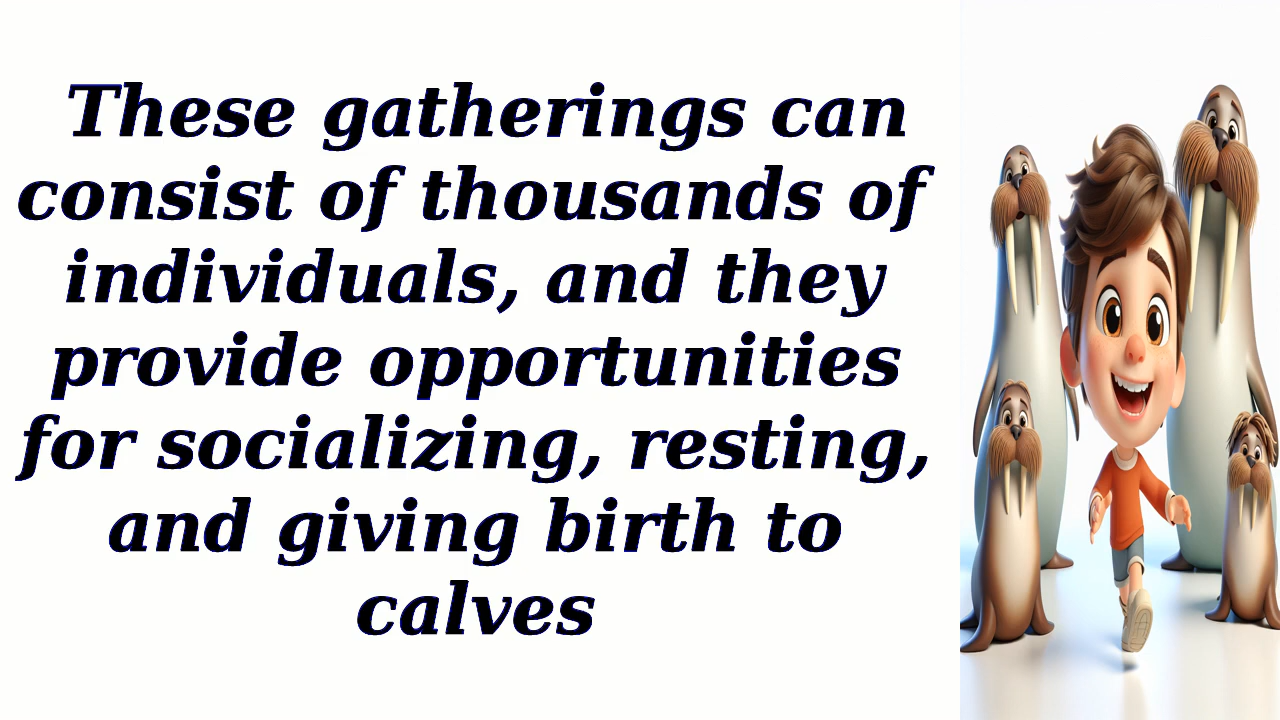 These gatherings can
consist of thousands of
individuals, and they
provide opportunities
for socializing, resting,
and giving birth to
calves